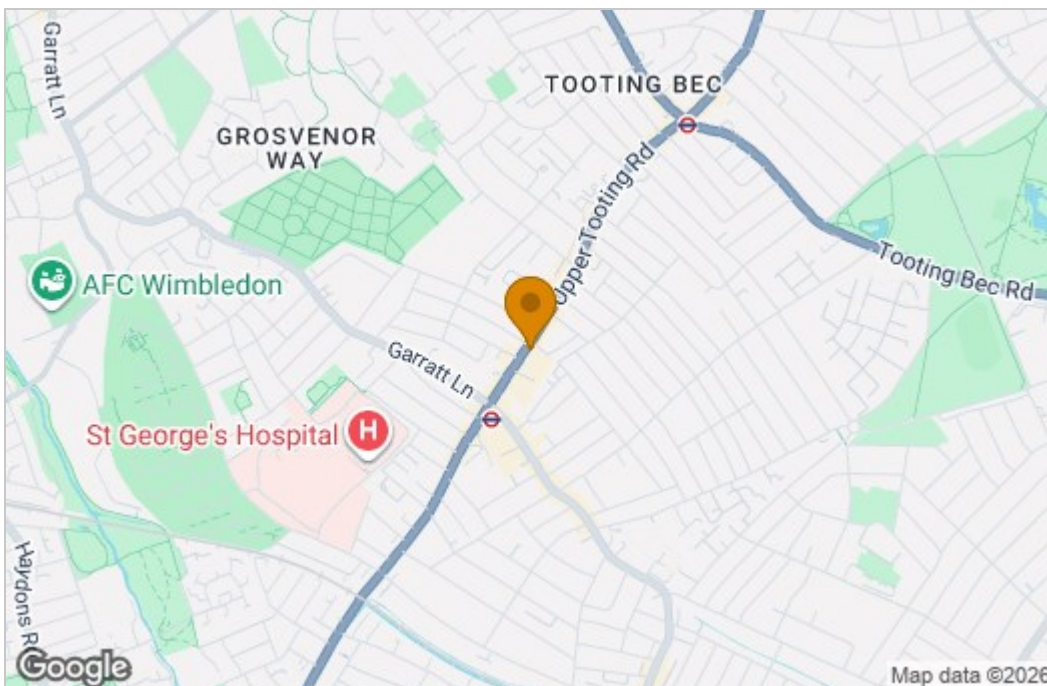 Garratt Ln
TOOTING BEC
GROSVENOR
WAY
Upper Tooting Rd
Tooting Bec Rd
AFC Wimbledon
Garratt Ln
St George's Hospital
H
Haydons R
Google
Map data ©2026